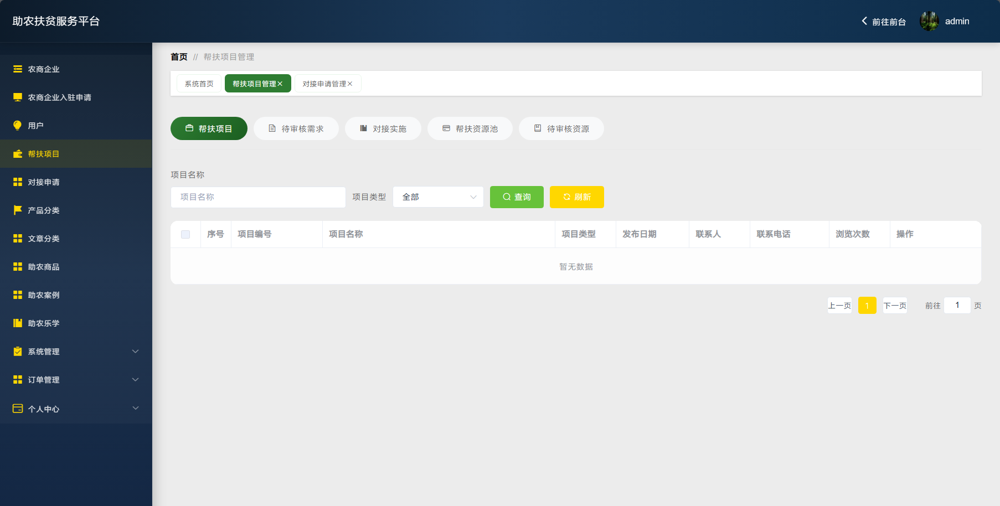 助农扶贫服务平台
前往前台
admin
农商企业
农商企业入驻申请
用户
帮扶项目
对接申请
产品分类
文章分类
助农商品
助农案例
助农乐学
系统管理
订单管理
个人中心
首页 // 帮扶项目管理
系统首页 帮扶项目管理 对接申请管理
帮扶项目 待审核需求 对接实施 帮扶资源池 待审核资源
项目名称
项目名称 项目类型 全部 查询 刷新
序号 项目编号 项目名称 项目类型 发布日期 联系人 联系电话 浏览次数 操作
暂无数据
上一页 1 下一页 前往 1 页